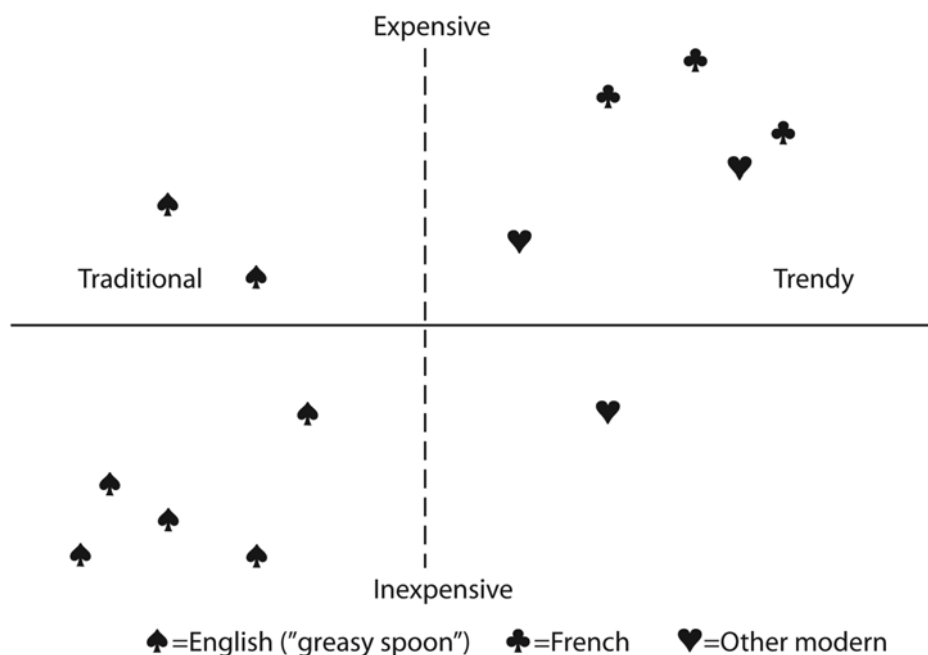 Expensive
Traditional
Trendy
Inexpensive
♠=English ("greasy spoon") ♣=French ♥=Other modern